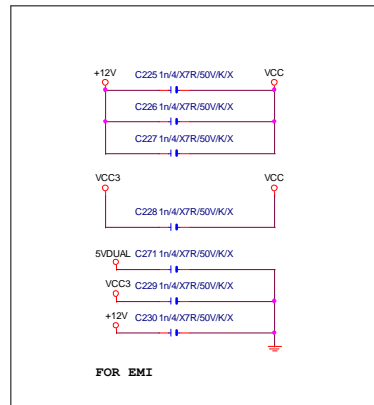 +12V C225 1n/4/X7R/50V/K/X VCC
C226 1n/4/X7R/50V/K/X
C227 1n/4/X7R/50V/K/X
VCC3 VCC
C228 1n/4/X7R/50V/K/X
5VDUAL C271 1n/4/X7R/50V/K/X
VCC3 C229 1n/4/X7R/50V/K/X
+12V C230 1n/4/X7R/50V/K/X
FOR EMI